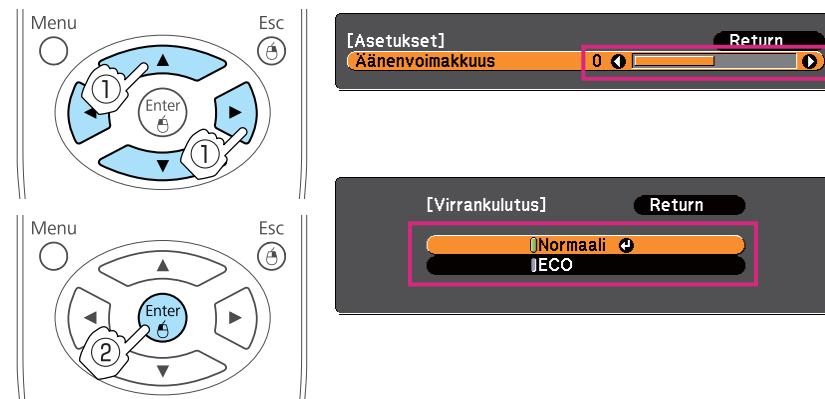 Menu
Esc
1
Enter
1
[Asetukset]
Return
Äänenvoimakkuus
0
Menu
Esc
Enter
2
[Virrankulutus]
Return
Normaali
ECO